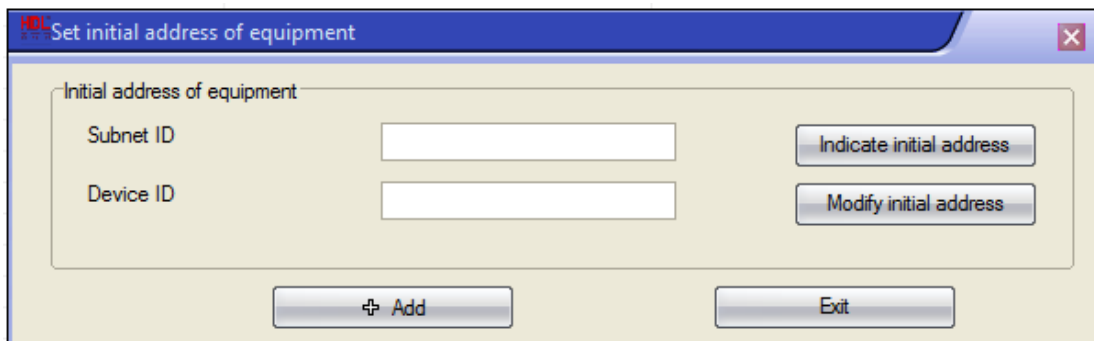 HDL Set initial address of equipment
Initial address of equipment
Subnet ID
Indicate initial address
Device ID
Modify initial address
Add
Exit